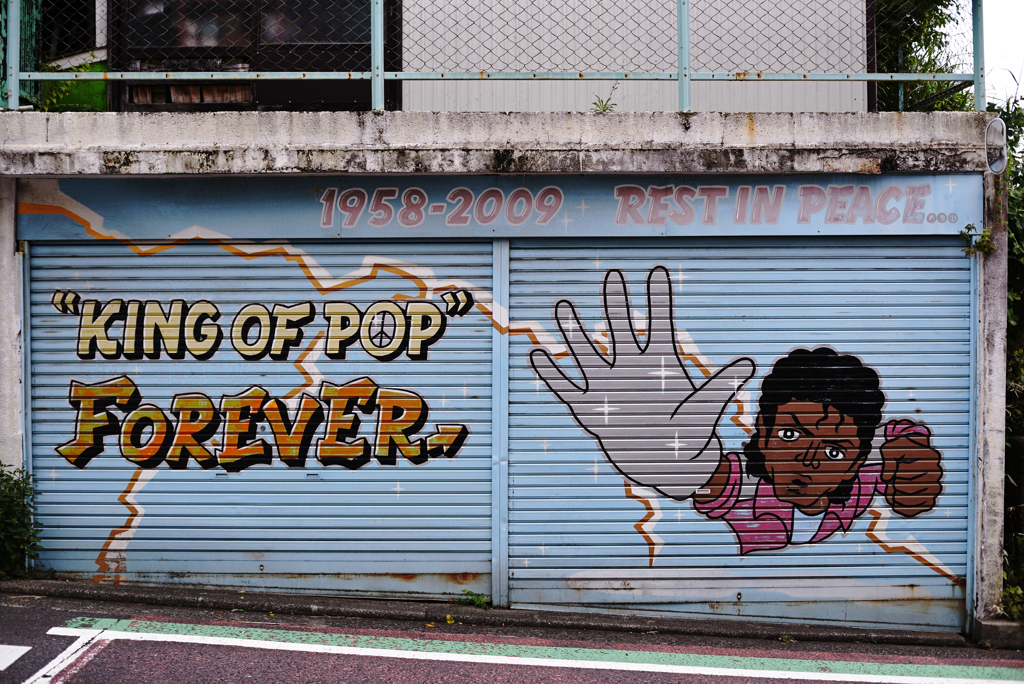 1958-2009 REST IN PEACE...
"KING OF POP"
FOREVER..